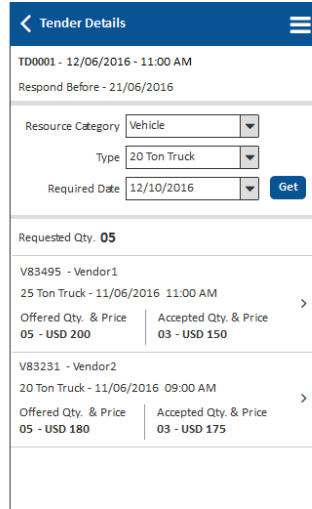 Tender Details
TD0001 - 12/06/2016 - 11:00 AM
Respond Before - 21/06/2016
Resource Category Vehicle
Type 20 Ton Truck
Required Date 12/10/2016 Get
Requested Qty. 05
V83495 - Vendor1
25 Ton Truck - 11/06/2016 11:00 AM
Offered Qty. & Price Accepted Qty. & Price
05 - USD 200 03 - USD 150
V83231 - Vendor2
20 Ton Truck - 11/06/2016 09:00 AM
Offered Qty. & Price Accepted Qty. & Price
05 - USD 180 03 - USD 175